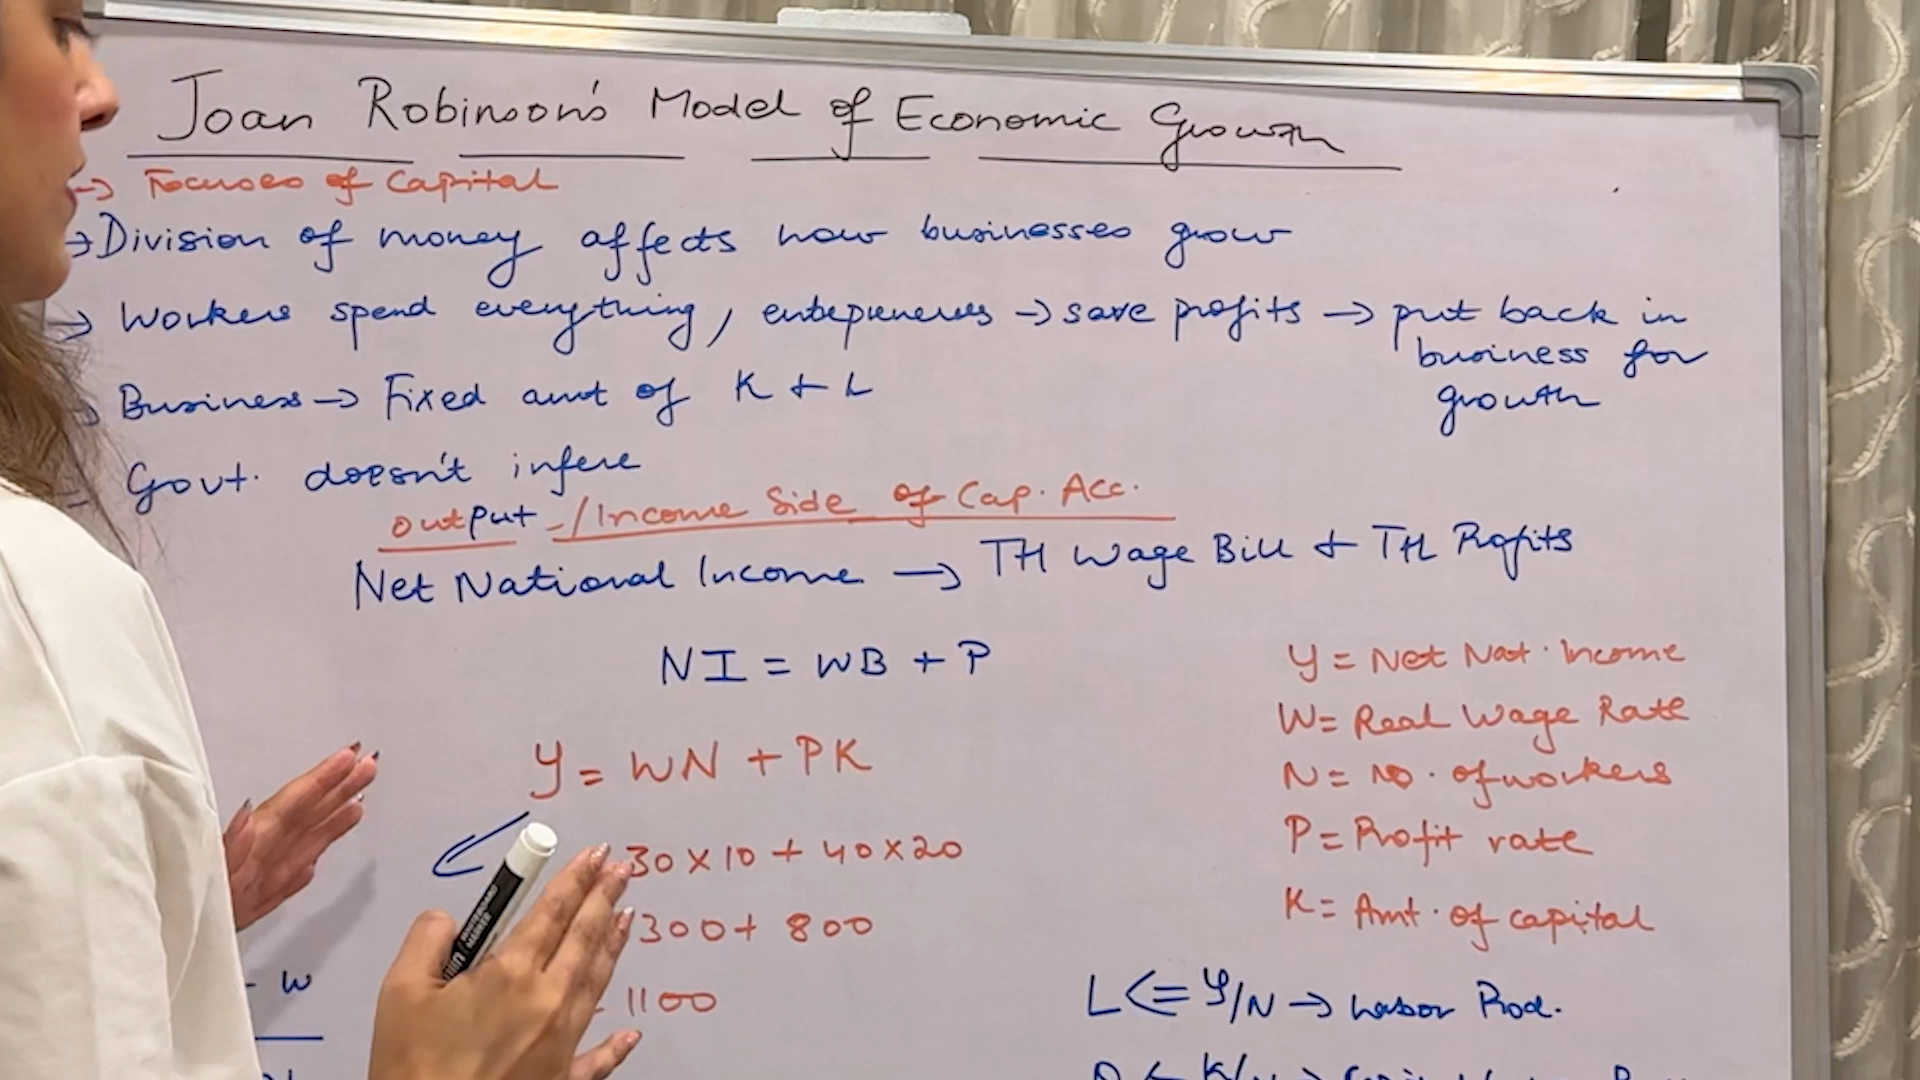 Joan Robinson's Model of Economic Growth
→ Focuses of Capital
→ Division of money affects how businesses grow
→ Workers spend everything, entrepreneurs → save profits → put back in business for growth
Business → Fixed amt of K + L
Govt. doesn't infere
output / Income Side of Cap. Acc.
Net National Income → Ttl Wage Bill + Ttl Profits
NI = WB + P
Y = WN + PK
30 x 10 + 40 x 20
300 + 800
1100
Y = Net Nat. Income
W = Real Wage Rate
N = No. of workers
P = Profit rate
K = Amt. of capital
- W
L <= Y/N → Labor Prod.